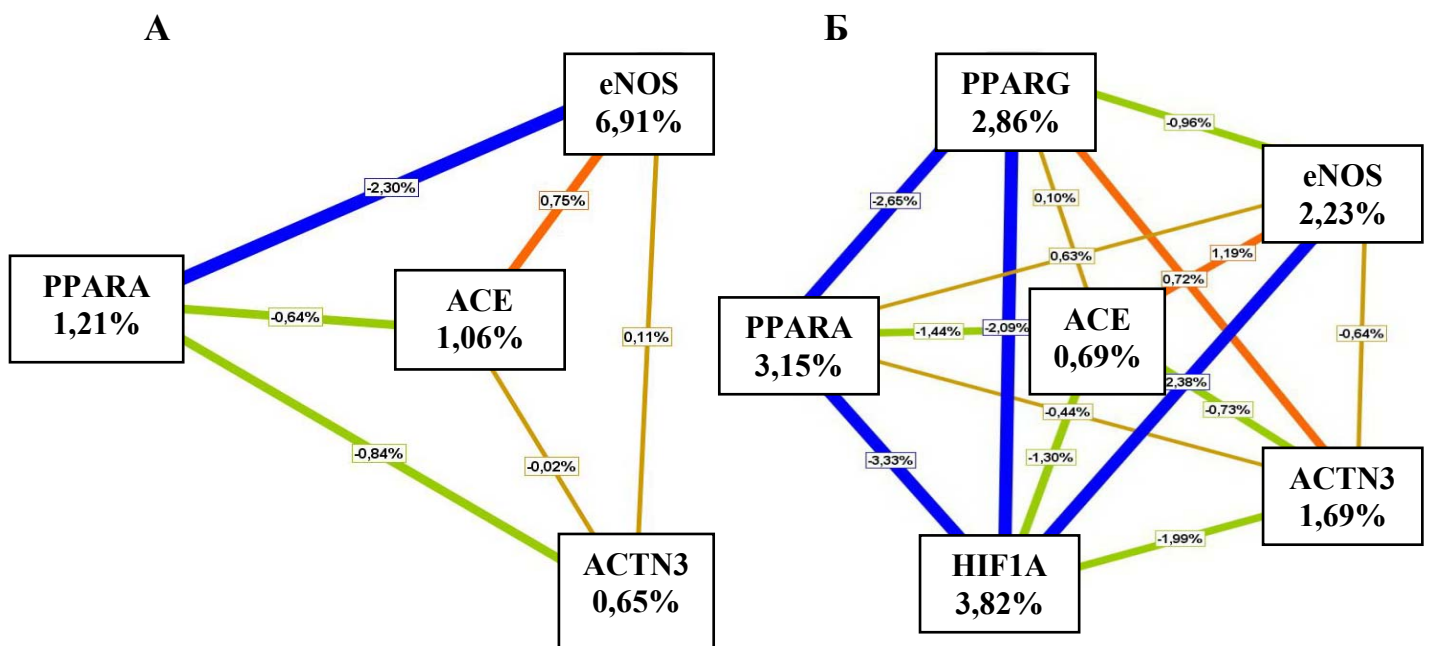 А
eNOS
6,91%
-2,30%
0,75%
PPARA
1,21%
-0,64%
ACE
1,06%
0,11%
-0,84%
-0,02%
ACTN3
0,65%
Б
PPARG
2,86%
-0,96%
eNOS
2,23%
-2,65%
0,10%
0,63%
1,19%
0,72%
PPARA
3,15%
-1,44%
-2,09%
ACE
0,69%
-0,64%
2,38%
-0,44%
-0,73%
-3,33%
-1,30%
ACTN3
1,69%
-1,99%
HIF1A
3,82%